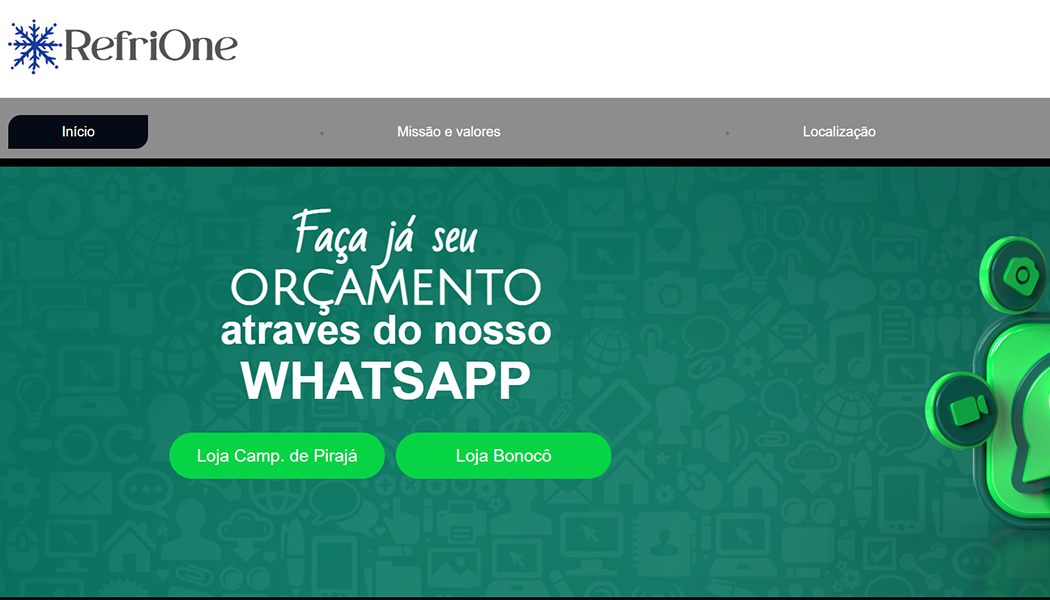 RefriOne
Início
Missão e valores
Localização
Faça já seu
ORÇAMENTO
atraves do nosso
WHATSAPP
Loja Camp. de Pirajá
Loja Bonocô